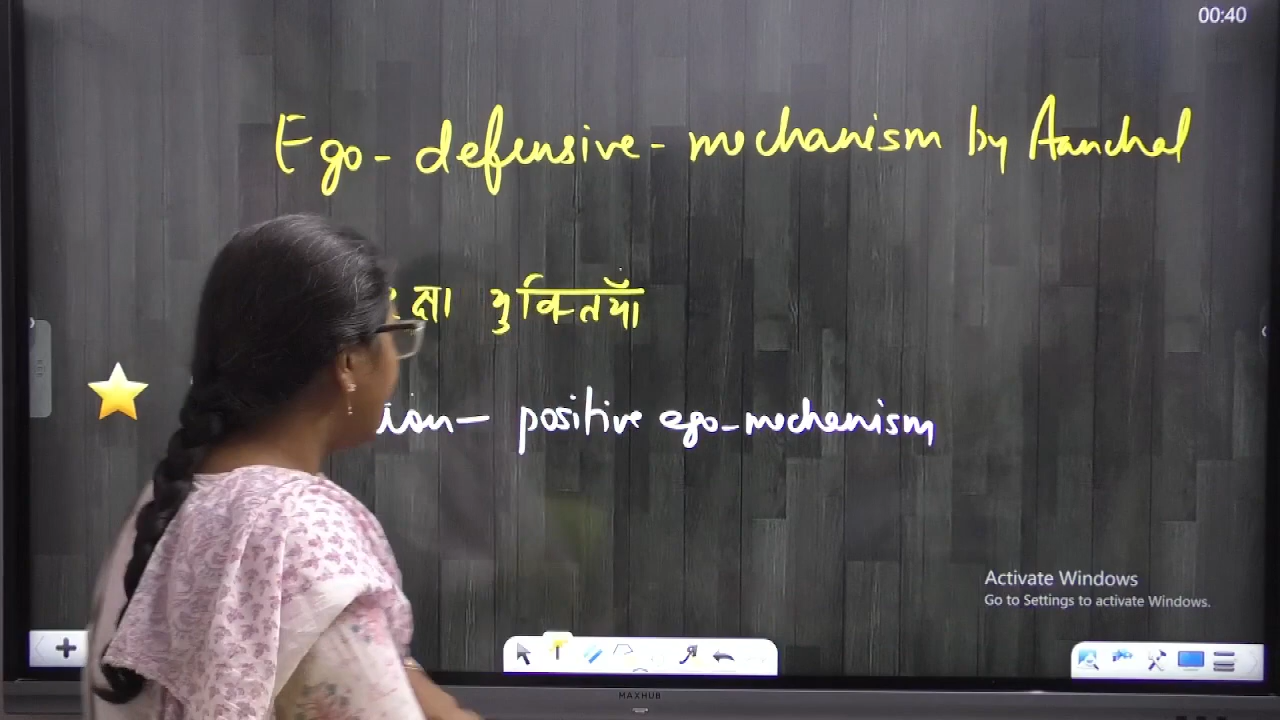 00:40
Ego-defensive-mechanism by Aanchal
क्षा युक्तियाँ
ion- positive ego-mechanism
Activate Windows
Go to Settings to activate Windows.
MAXHUB